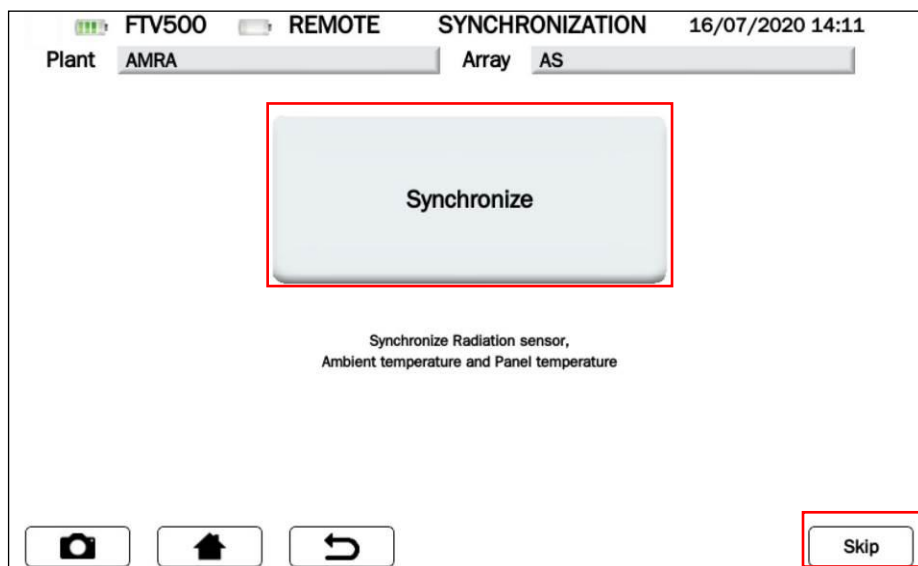 FTV500 REMOTE SYNCHRONIZATION 16/07/2020 14:11
Plant AMRA Array AS
Synchronize
Synchronize Radiation sensor,
Ambient temperature and Panel temperature
Skip